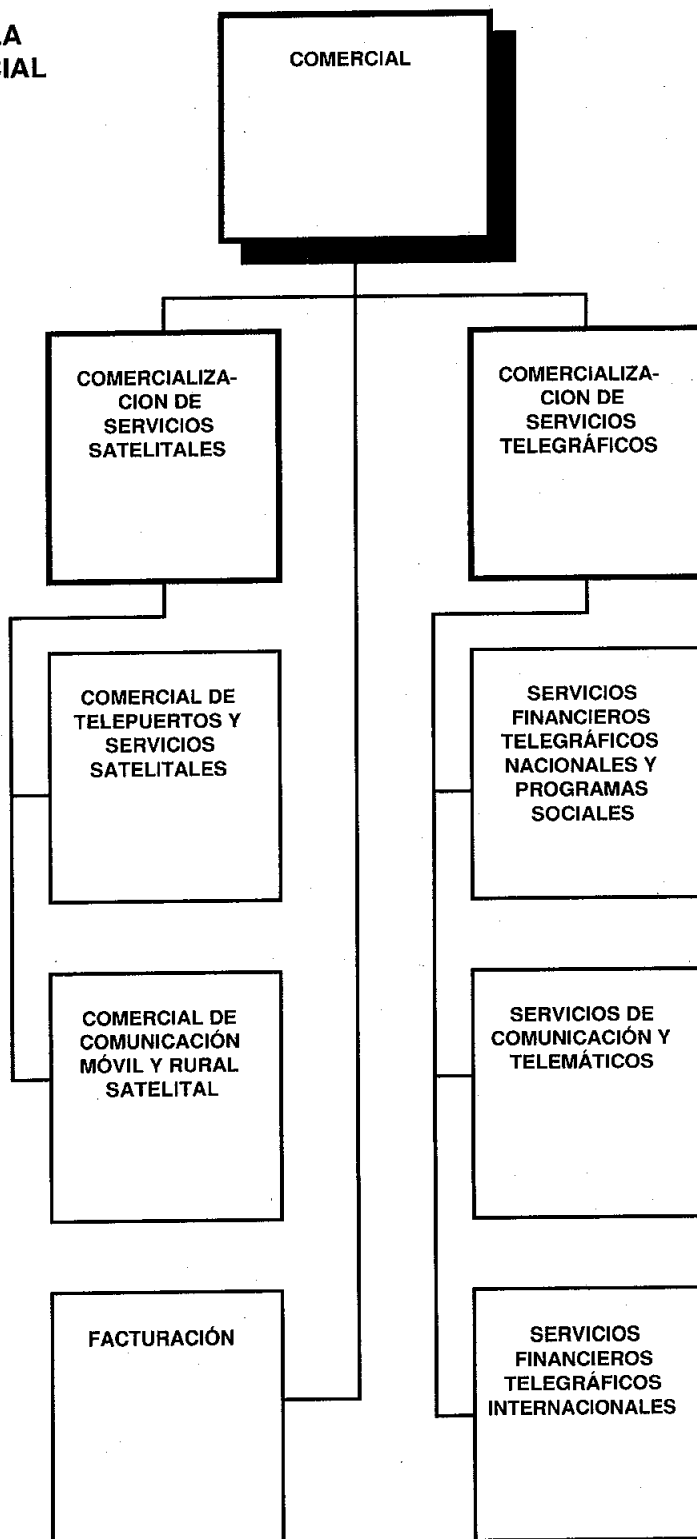 COMERCIAL
COMERCIALIZA-
CION DE
SERVICIOS
SATELITALES
COMERCIALIZA-
CION DE
SERVICIOS
TELEGRÁFICOS
COMERCIAL DE
TELEPUERTOS Y
SERVICIOS
SATELITALES
SERVICIOS
FINANCIEROS
TELEGRÁFICOS
NACIONALES Y
PROGRAMAS
SOCIALES
COMERCIAL DE
COMUNICACIÓN
MÓVIL Y RURAL
SATELITAL
SERVICIOS DE
COMUNICACIÓN Y
TELEMÁTICOS
FACTURACIÓN
SERVICIOS
FINANCIEROS
TELEGRÁFICOS
INTERNACIONALES